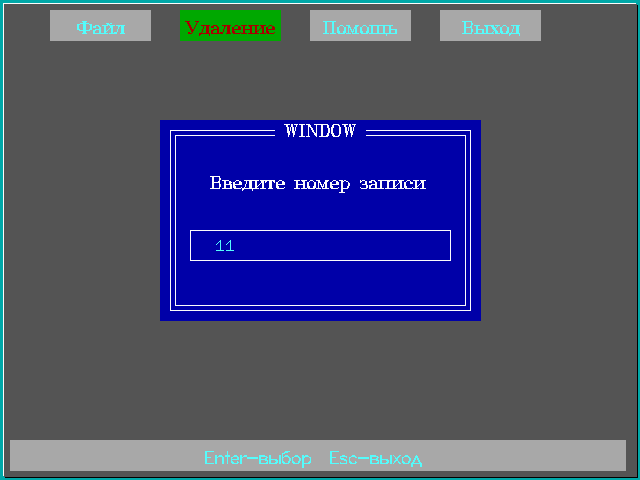 Файл Удаление Помощь Выход
WINDOW
Введите номер записи
11
Enter-выбор Esc-выход